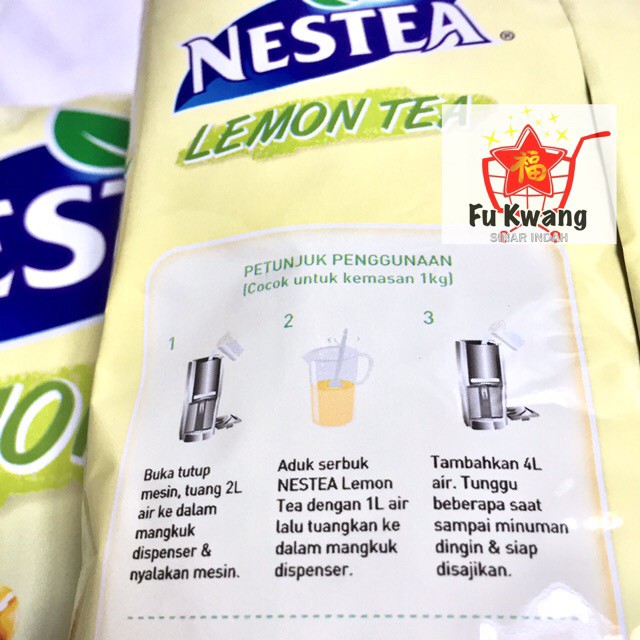 NESTEA®
LEMON TEA
福
Fu Kwang
SINAR INDAH
PETUNJUK PENGGUNAAN
(Cocok untuk kemasan 1kg)
1
Buka tutup
mesin, tuang 2L
air ke dalam
mangkuk
dispenser &
nyalakan mesin.
2
Aduk serbuk
NESTEA Lemon
Tea dengan 1L air
lalu tuangkan ke
dalam mangkuk
dispenser.
3
Tambahkan 4L
air. Tunggu
beberapa saat
sampai minuman
dingin & siap
disajikan.